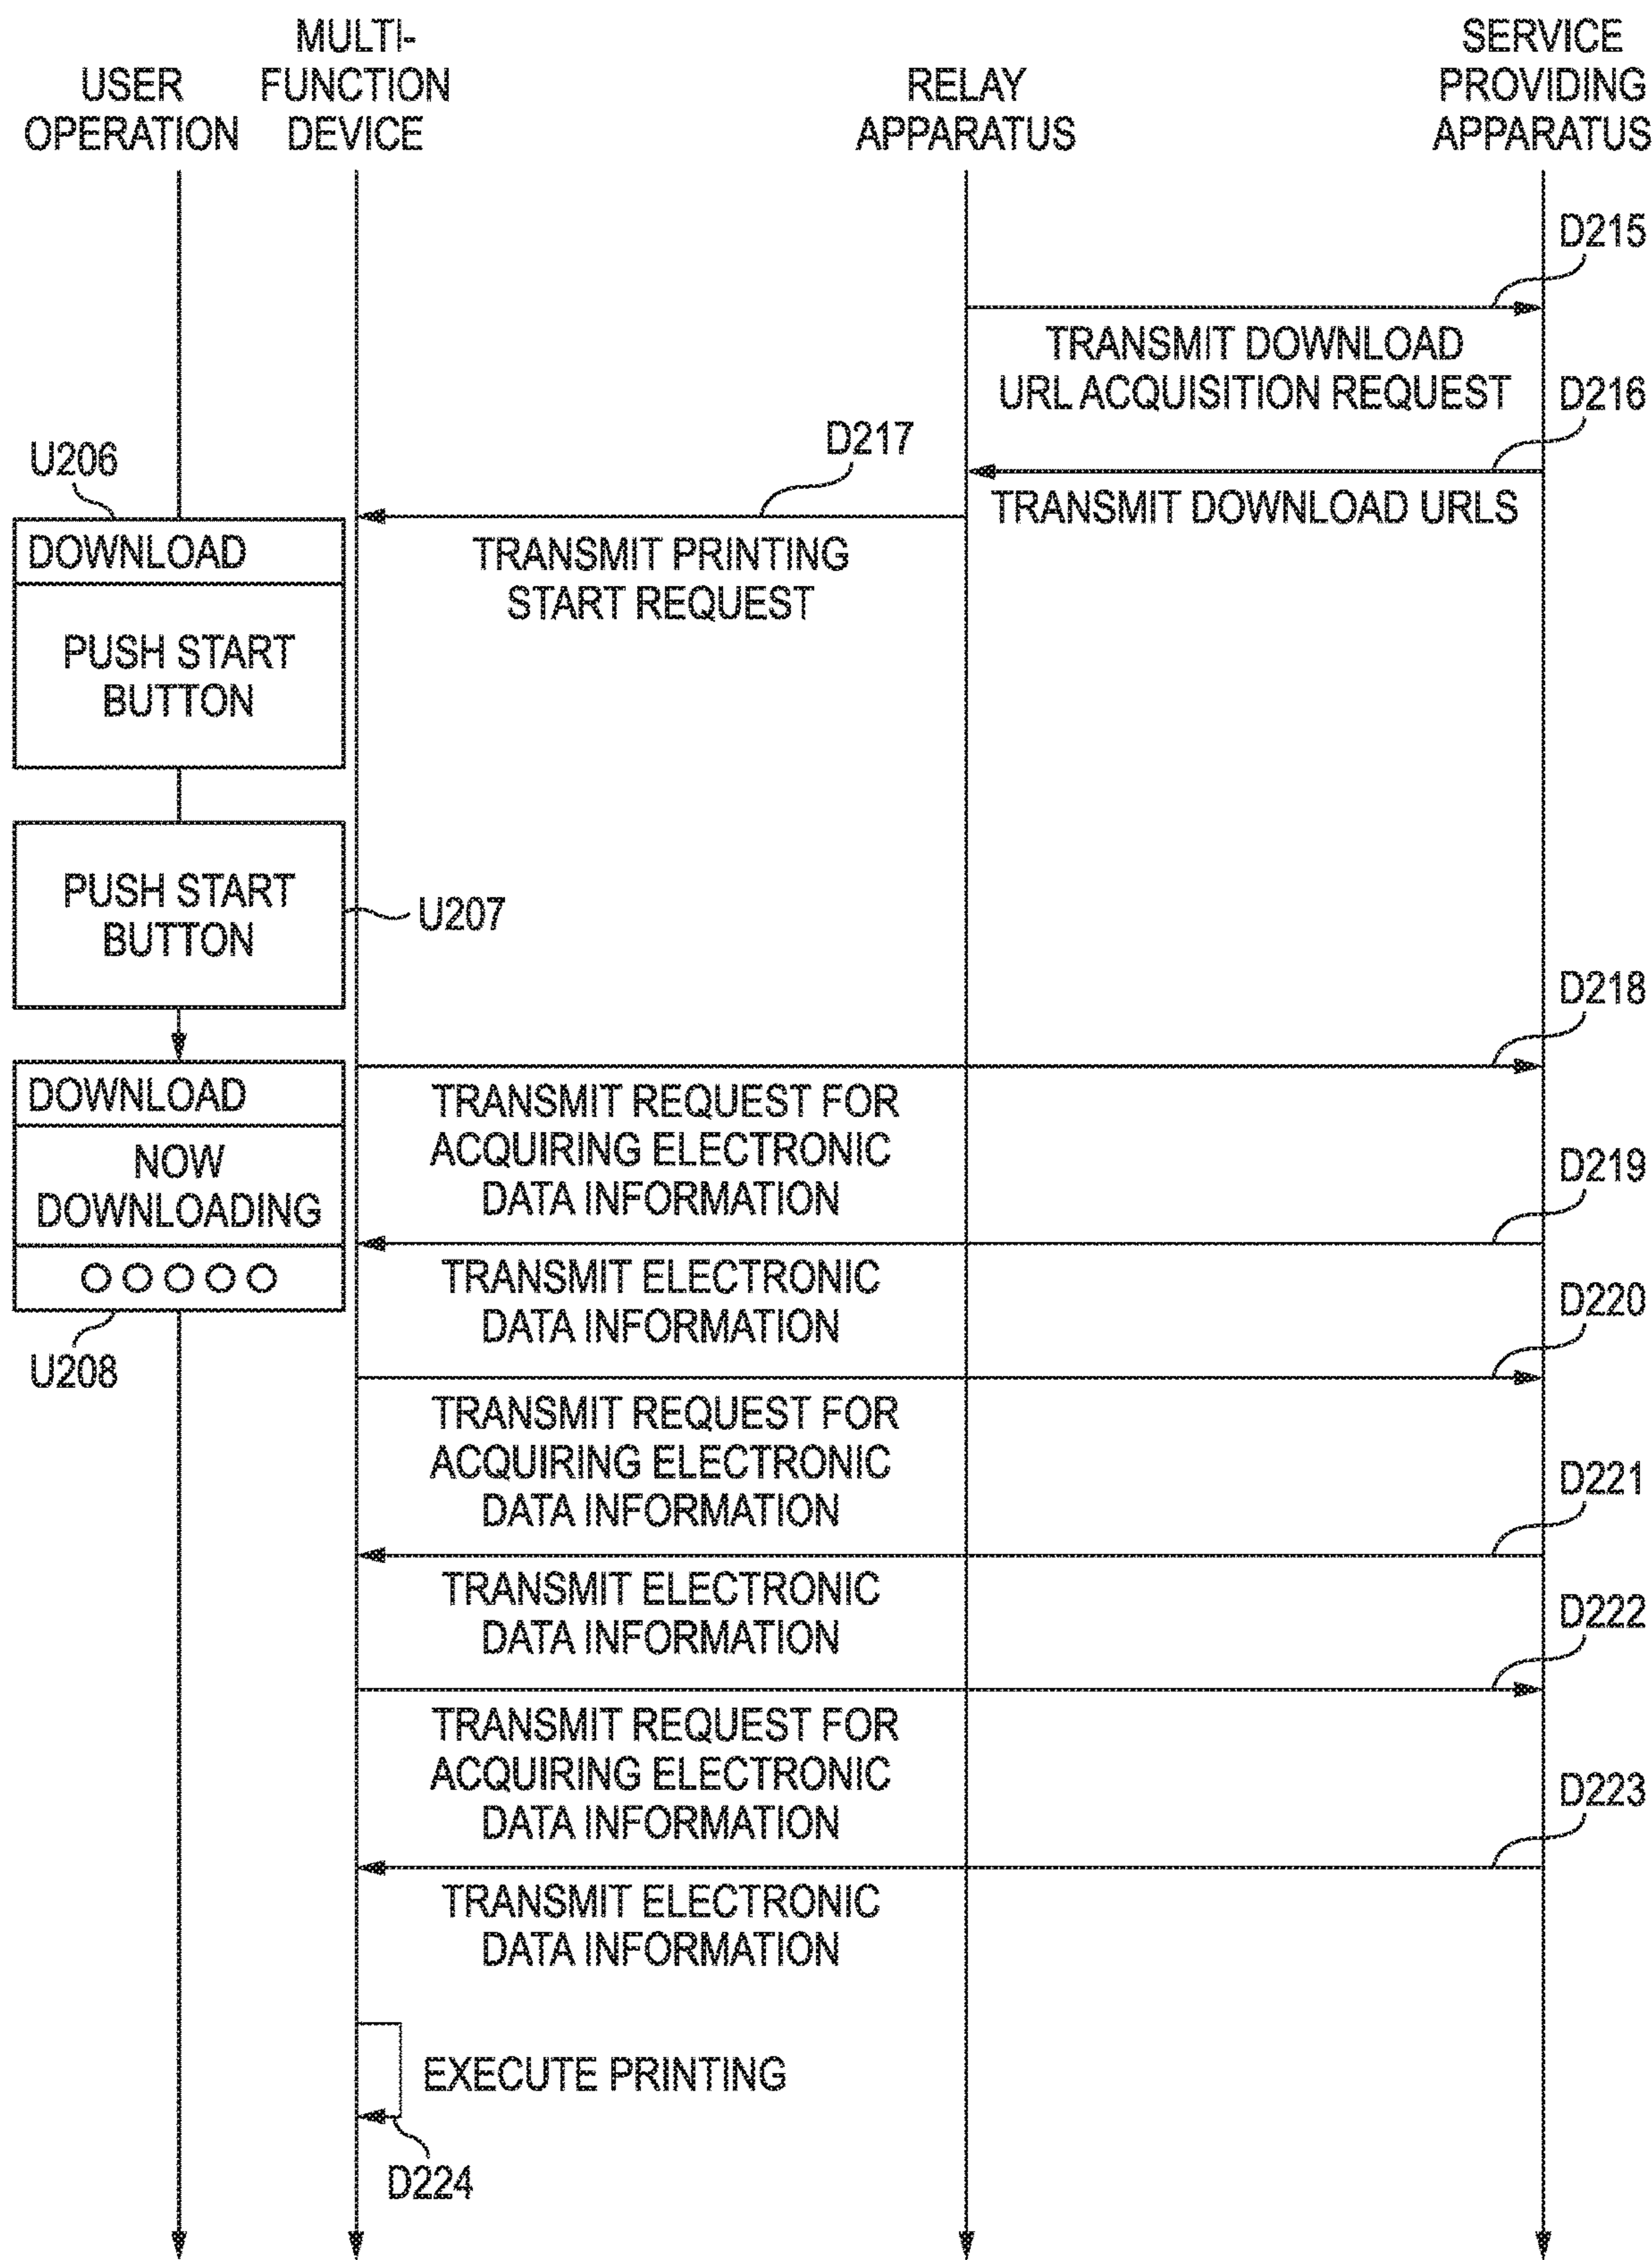 USER
OPERATION
MULTI-
FUNCTION
DEVICE
RELAY
APPARATUS
SERVICE
PROVIDING
APPARATUS
D215
TRANSMIT DOWNLOAD
URL ACQUISITION REQUEST
D216
TRANSMIT DOWNLOAD URLS
D217
TRANSMIT PRINTING
START REQUEST
U206
DOWNLOAD
PUSH START
BUTTON
PUSH START
BUTTON
U207
D218
DOWNLOAD
NOW
DOWNLOADING
U208
TRANSMIT REQUEST FOR
ACQUIRING ELECTRONIC
DATA INFORMATION
D219
TRANSMIT ELECTRONIC
DATA INFORMATION
D220
TRANSMIT REQUEST FOR
ACQUIRING ELECTRONIC
DATA INFORMATION
D221
TRANSMIT ELECTRONIC
DATA INFORMATION
D222
TRANSMIT REQUEST FOR
ACQUIRING ELECTRONIC
DATA INFORMATION
D223
TRANSMIT ELECTRONIC
DATA INFORMATION
EXECUTE PRINTING
D224